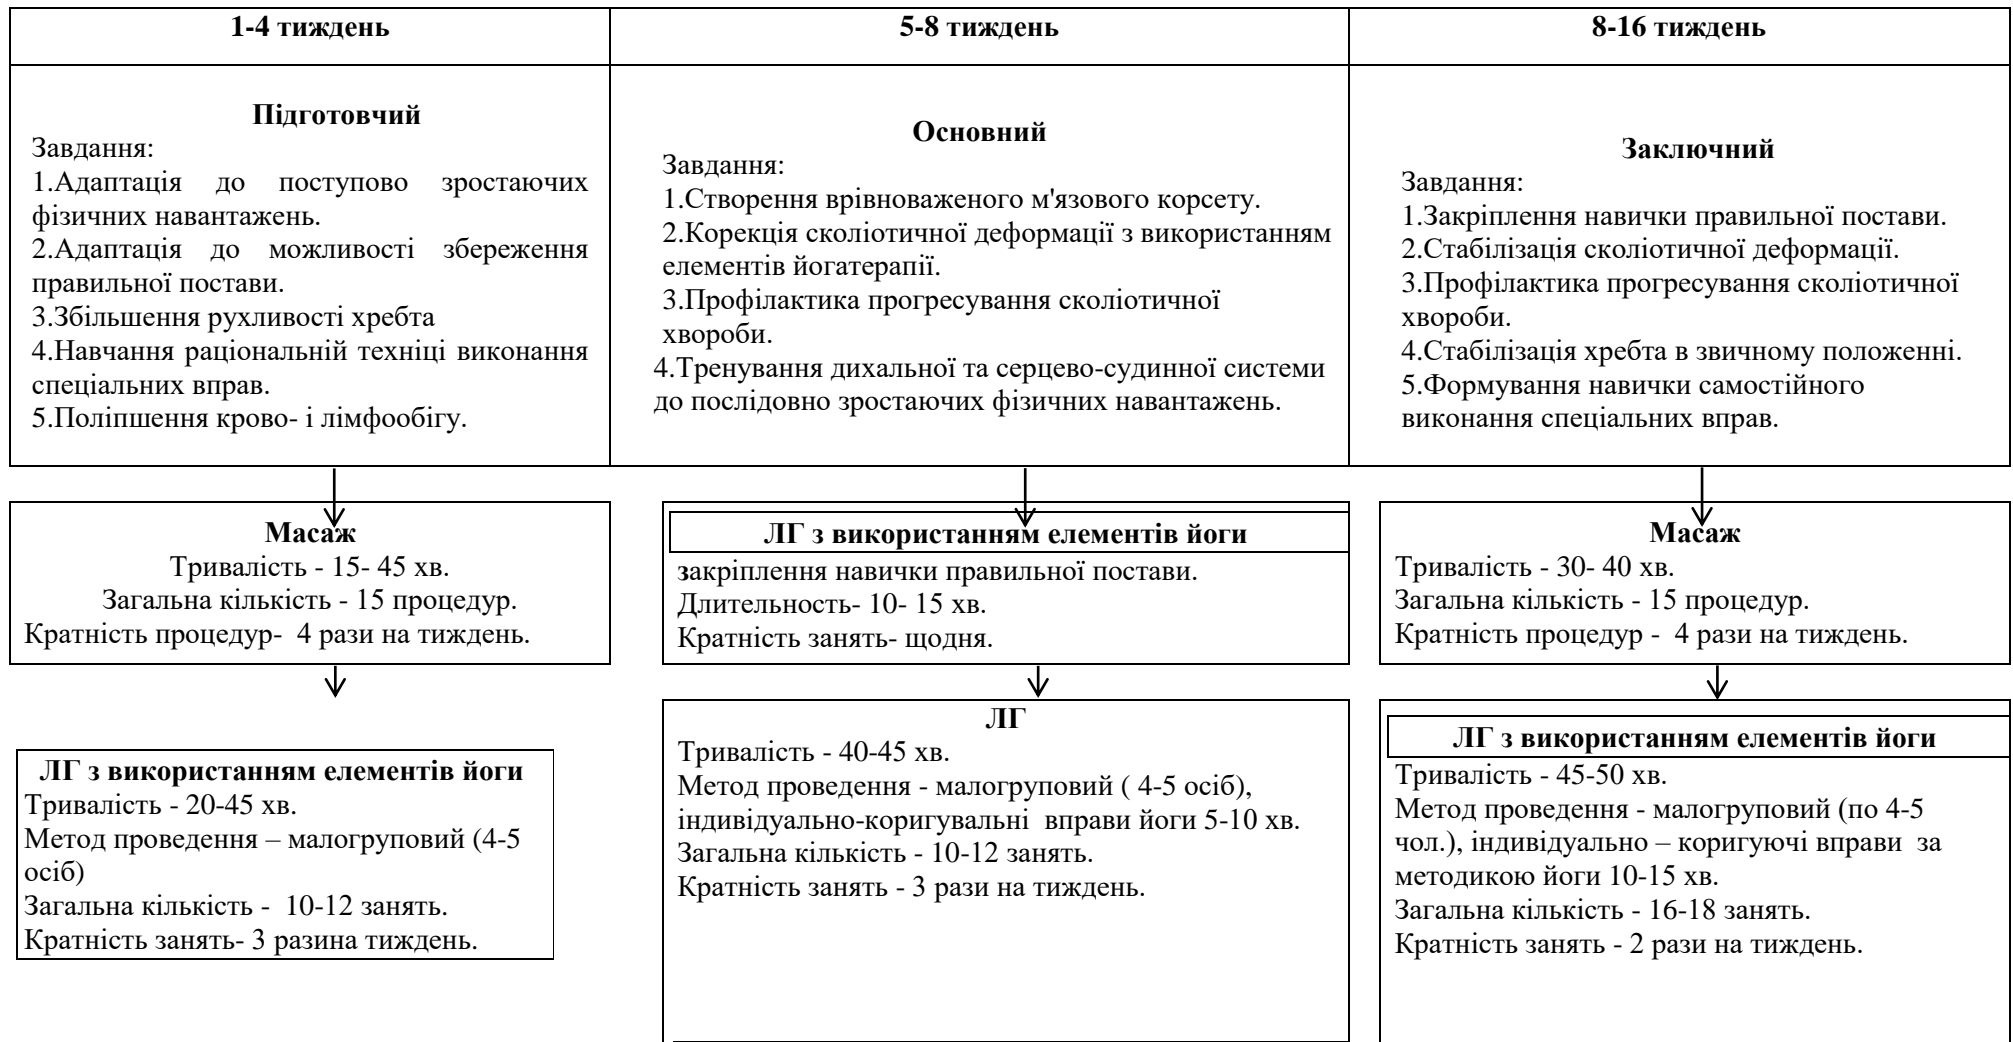 1-4 тиждень
5-8 тиждень
8-16 тиждень
Підготовчий
Завдання:
1.Адаптація до поступово зростаючих
фізичних навантажень.
2.Адаптація до можливості збереження
правильної постави.
3.Збільшення рухливості хребта
4.Навчання раціональній техніці виконання
спеціальних вправ.
5.Поліпшення крово- і лімфообігу.
Основний
Завдання:
1.Створення врівноваженого м'язового корсету.
2.Корекція сколіотичної деформації з використанням
елементів йогатерапії.
3.Профілактика прогресування сколіотичної
хвороби.
4.Тренування дихальної та серцево-судинної системи
до послідовно зростаючих фізичних навантажень.
Заключний
Завдання:
1.Закріплення навички правильної постави.
2.Стабілізація сколіотичної деформації.
3.Профілактика прогресування сколіотичної
хвороби.
4.Стабілізація хребта в звичному положенні.
5.Формування навички самостійного
виконання спеціальних вправ.
Масаж
Тривалість - 15- 45 хв.
Загальна кількість - 15 процедур.
Кратність процедур- 4 рази на тиждень.
ЛГ з використанням елементів йоги
закріплення навички правильної постави.
Длительность- 10- 15 хв.
Кратність занять- щодня.
Масаж
Тривалість - 30- 40 хв.
Загальна кількість - 15 процедур.
Кратність процедур - 4 рази на тиждень.
ЛГ з використанням елементів йоги
Тривалість - 20-45 хв.
Метод проведення – малогруповий (4-5
осіб)
Загальна кількість - 10-12 занять.
Кратність занять- 3 разина тиждень.
ЛГ
Тривалість - 40-45 хв.
Метод проведення - малогруповий ( 4-5 осіб),
індивідуально-коригувальні вправи йоги 5-10 хв.
Загальна кількість - 10-12 занять.
Кратність занять - 3 рази на тиждень.
ЛГ з використанням елементів йоги
Тривалість - 45-50 хв.
Метод проведення - малогруповий (по 4-5
чол.), індивідуально – коригуючі вправи за
методикою йоги 10-15 хв.
Загальна кількість - 16-18 занять.
Кратність занять - 2 рази на тиждень.